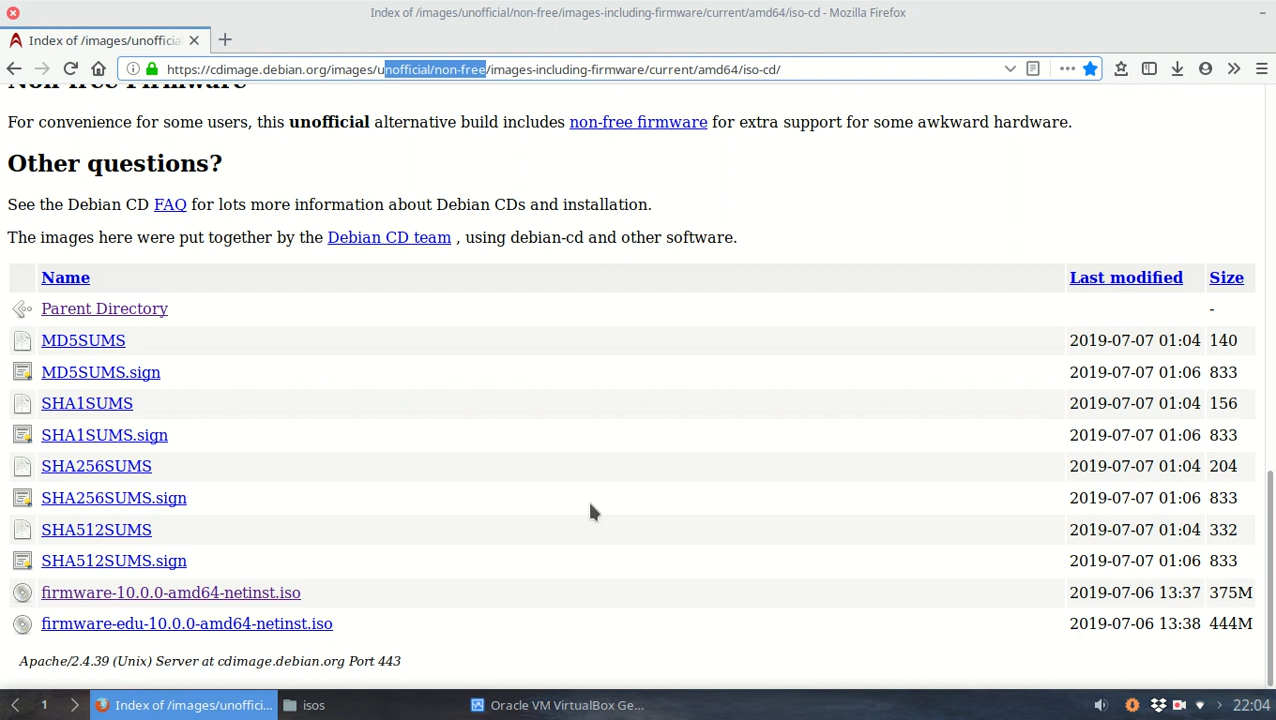 Index of /images/unofficial/non-free/images-including-firmware/current/amd64/iso-cd - Mozilla Firefox
Index of /images/unofficia
https://cdimage.debian.org/images/unofficial/non-free/images-including-firmware/current/amd64/iso-cd/
Non-free Firmware
For convenience for some users, this unofficial alternative build includes non-free firmware for extra support for some awkward hardware.
Other questions?
See the Debian CD FAQ for lots more information about Debian CDs and installation.
The images here were put together by the Debian CD team , using debian-cd and other software.
Name Last modified Size
Parent Directory -
MD5SUMS 2019-07-07 01:04 140
MD5SUMS.sign 2019-07-07 01:06 833
SHA1SUMS 2019-07-07 01:04 156
SHA1SUMS.sign 2019-07-07 01:06 833
SHA256SUMS 2019-07-07 01:04 204
SHA256SUMS.sign 2019-07-07 01:06 833
SHA512SUMS 2019-07-07 01:04 332
SHA512SUMS.sign 2019-07-07 01:06 833
firmware-10.0.0-amd64-netinst.iso 2019-07-06 13:37 375M
firmware-edu-10.0.0-amd64-netinst.iso 2019-07-06 13:38 444M
Apache/2.4.39 (Unix) Server at cdimage.debian.org Port 443
1 Index of /images/unoffici... isos Oracle VM VirtualBox Ge... 22:04